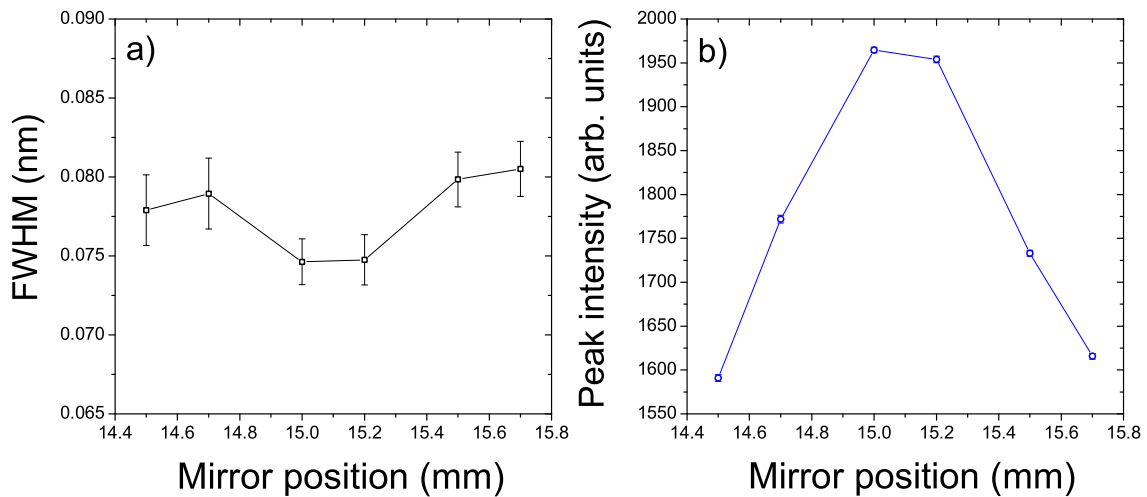 a)
FWHM (nm)
0.090
0.085
0.080
0.075
0.070
0.065
14.4 14.6 14.8 15.0 15.2 15.4 15.6 15.8
Mirror position (mm)
b)
Peak intensity (arb. units)
2000
1950
1900
1850
1800
1750
1700
1650
1600
1550
14.4 14.6 14.8 15.0 15.2 15.4 15.6 15.8
Mirror position (mm)